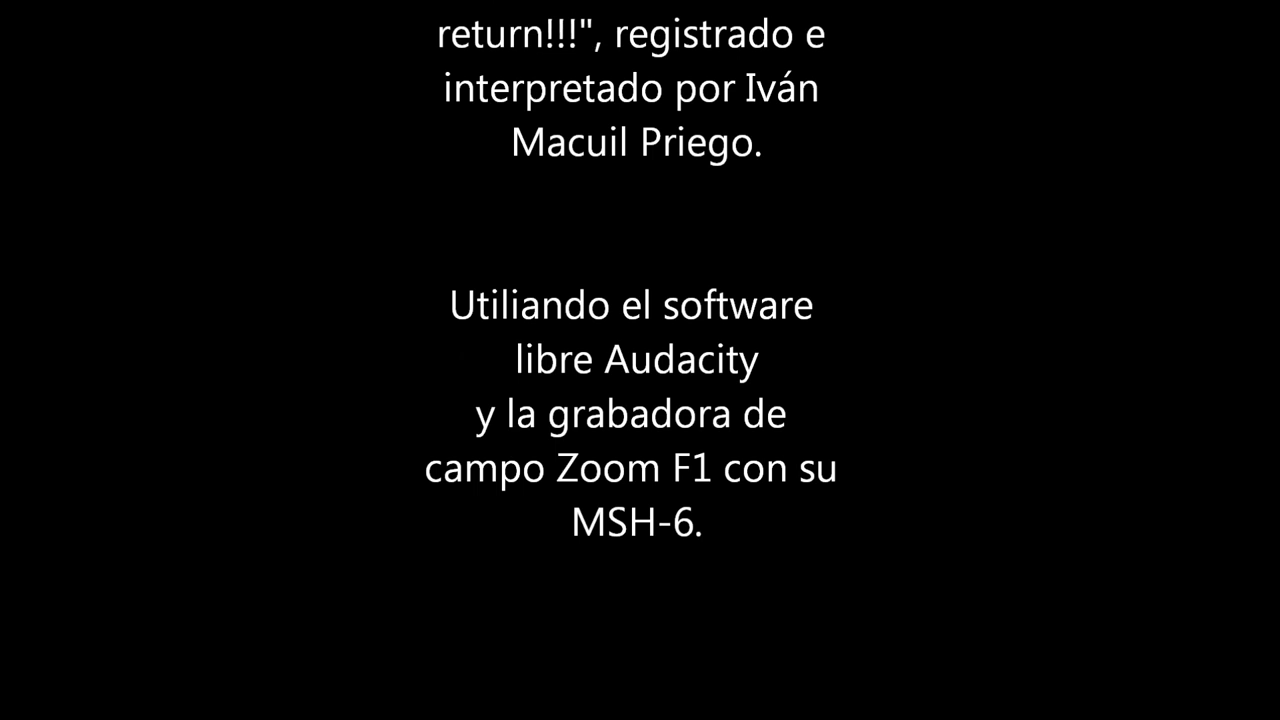 return!!!", registrado e
interpretado por Iván
Macuil Priego.
Utiliando el software
libre Audacity
y la grabadora de
campo Zoom F1 con su
MSH-6.